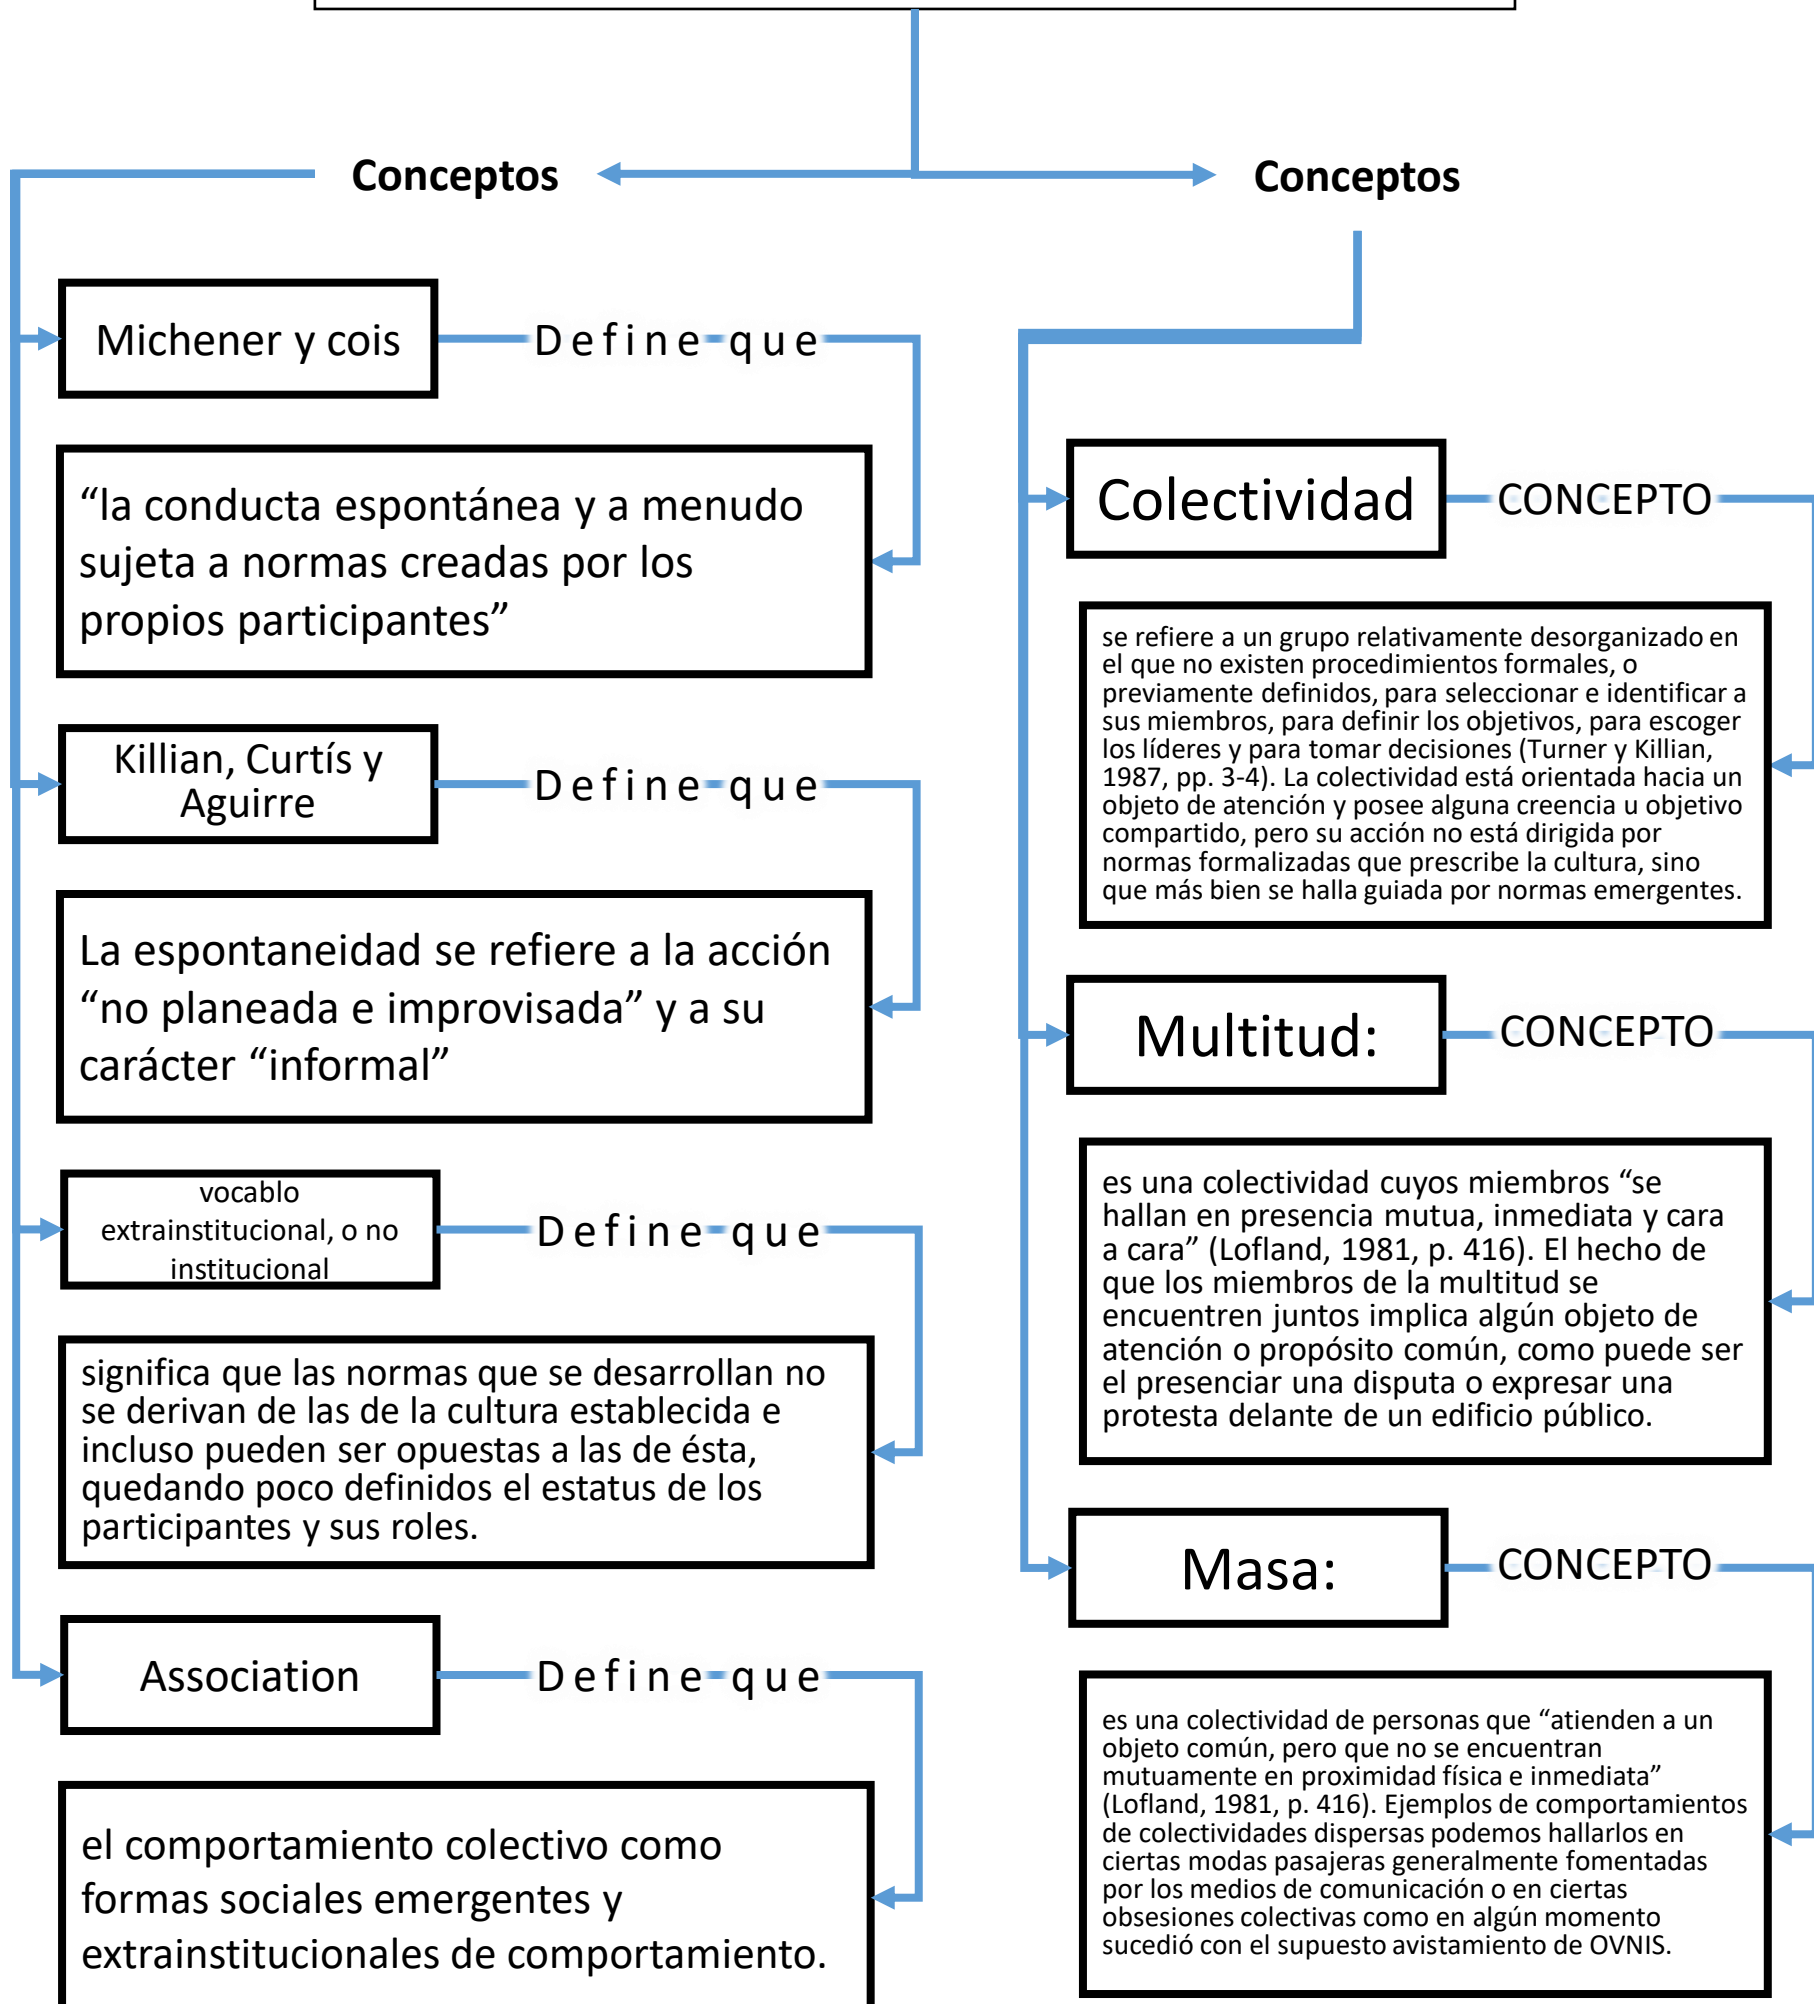 Conceptos
Michener y cois
Define que
“la conducta espontánea y a menudo
sujeta a normas creadas por los
propios participantes”
Killian, Curtís y
Aguirre
Define que
La espontaneidad se refiere a la acción
“no planeada e improvisada” y a su
carácter “informal”
vocablo
extrainstitucional, o no
institucional
Define que
significa que las normas que se desarrollan no
se derivan de las de la cultura establecida e
incluso pueden ser opuestas a las de ésta,
quedando poco definidos el estatus de los
participantes y sus roles.
Association
Define que
el comportamiento colectivo como
formas sociales emergentes y
extrainstitucionales de comportamiento.
Conceptos
Colectividad
CONCEPTO
se refiere a un grupo relativamente desorganizado en
el que no existen procedimientos formales, o
previamente definidos, para seleccionar e identificar a
sus miembros, para definir los objetivos, para escoger
los líderes y para tomar decisiones (Turner y Killian,
1987, pp. 3-4). La colectividad está orientada hacia un
objeto de atención y posee alguna creencia u objetivo
compartido, pero su acción no está dirigida por
normas formalizadas que prescribe la cultura, sino
que más bien se halla guiada por normas emergentes.
Multitud:
CONCEPTO
es una colectividad cuyos miembros “se
hallan en presencia mutua, inmediata y cara
a cara” (Lofland, 1981, p. 416). El hecho de
que los miembros de la multitud se
encuentren juntos implica algún objeto de
atención o propósito común, como puede ser
el presenciar una disputa o expresar una
protesta delante de un edificio público.
Masa:
CONCEPTO
es una colectividad de personas que “atienden a un
objeto común, pero que no se encuentran
mutuamente en proximidad física e inmediata”
(Lofland, 1981, p. 416). Ejemplos de comportamientos
de colectividades dispersas podemos hallarlos en
ciertas modas pasajeras generalmente fomentadas
por los medios de comunicación o en ciertas
obsesiones colectivas como en algún momento
sucedió con el supuesto avistamiento de OVNIS.